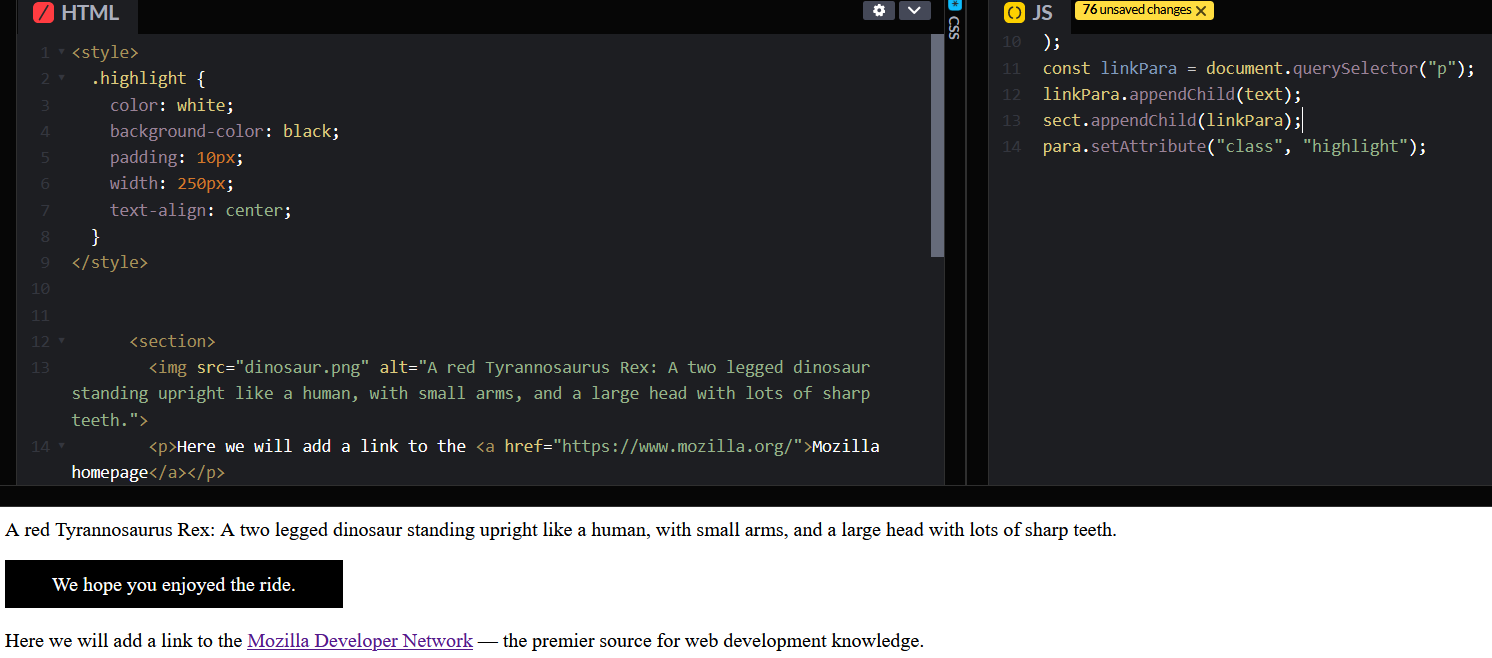 HTML
1 <style>
2 .highlight {
3 color: white;
4 background-color: black;
5 padding: 10px;
6 width: 250px;
7 text-align: center;
8 }
9 </style>
10
11
12 <section>
13 <img src="dinosaur.png" alt="A red Tyrannosaurus Rex: A two legged dinosaur
standing upright like a human, with small arms, and a large head with lots of sharp
teeth.">
14 <p>Here we will add a link to the <a href="https://www.mozilla.org/">Mozilla
homepage</a></p>
CSS
JS
76 unsaved changes X
10 );
11 const linkPara = document.querySelector("p");
12 linkPara.appendChild(text);
13 sect.appendChild(linkPara);
14 para.setAttribute("class", "highlight");
A red Tyrannosaurus Rex: A two legged dinosaur standing upright like a human, with small arms, and a large head with lots of sharp teeth.
We hope you enjoyed the ride.
Here we will add a link to the Mozilla Developer Network — the premier source for web development knowledge.